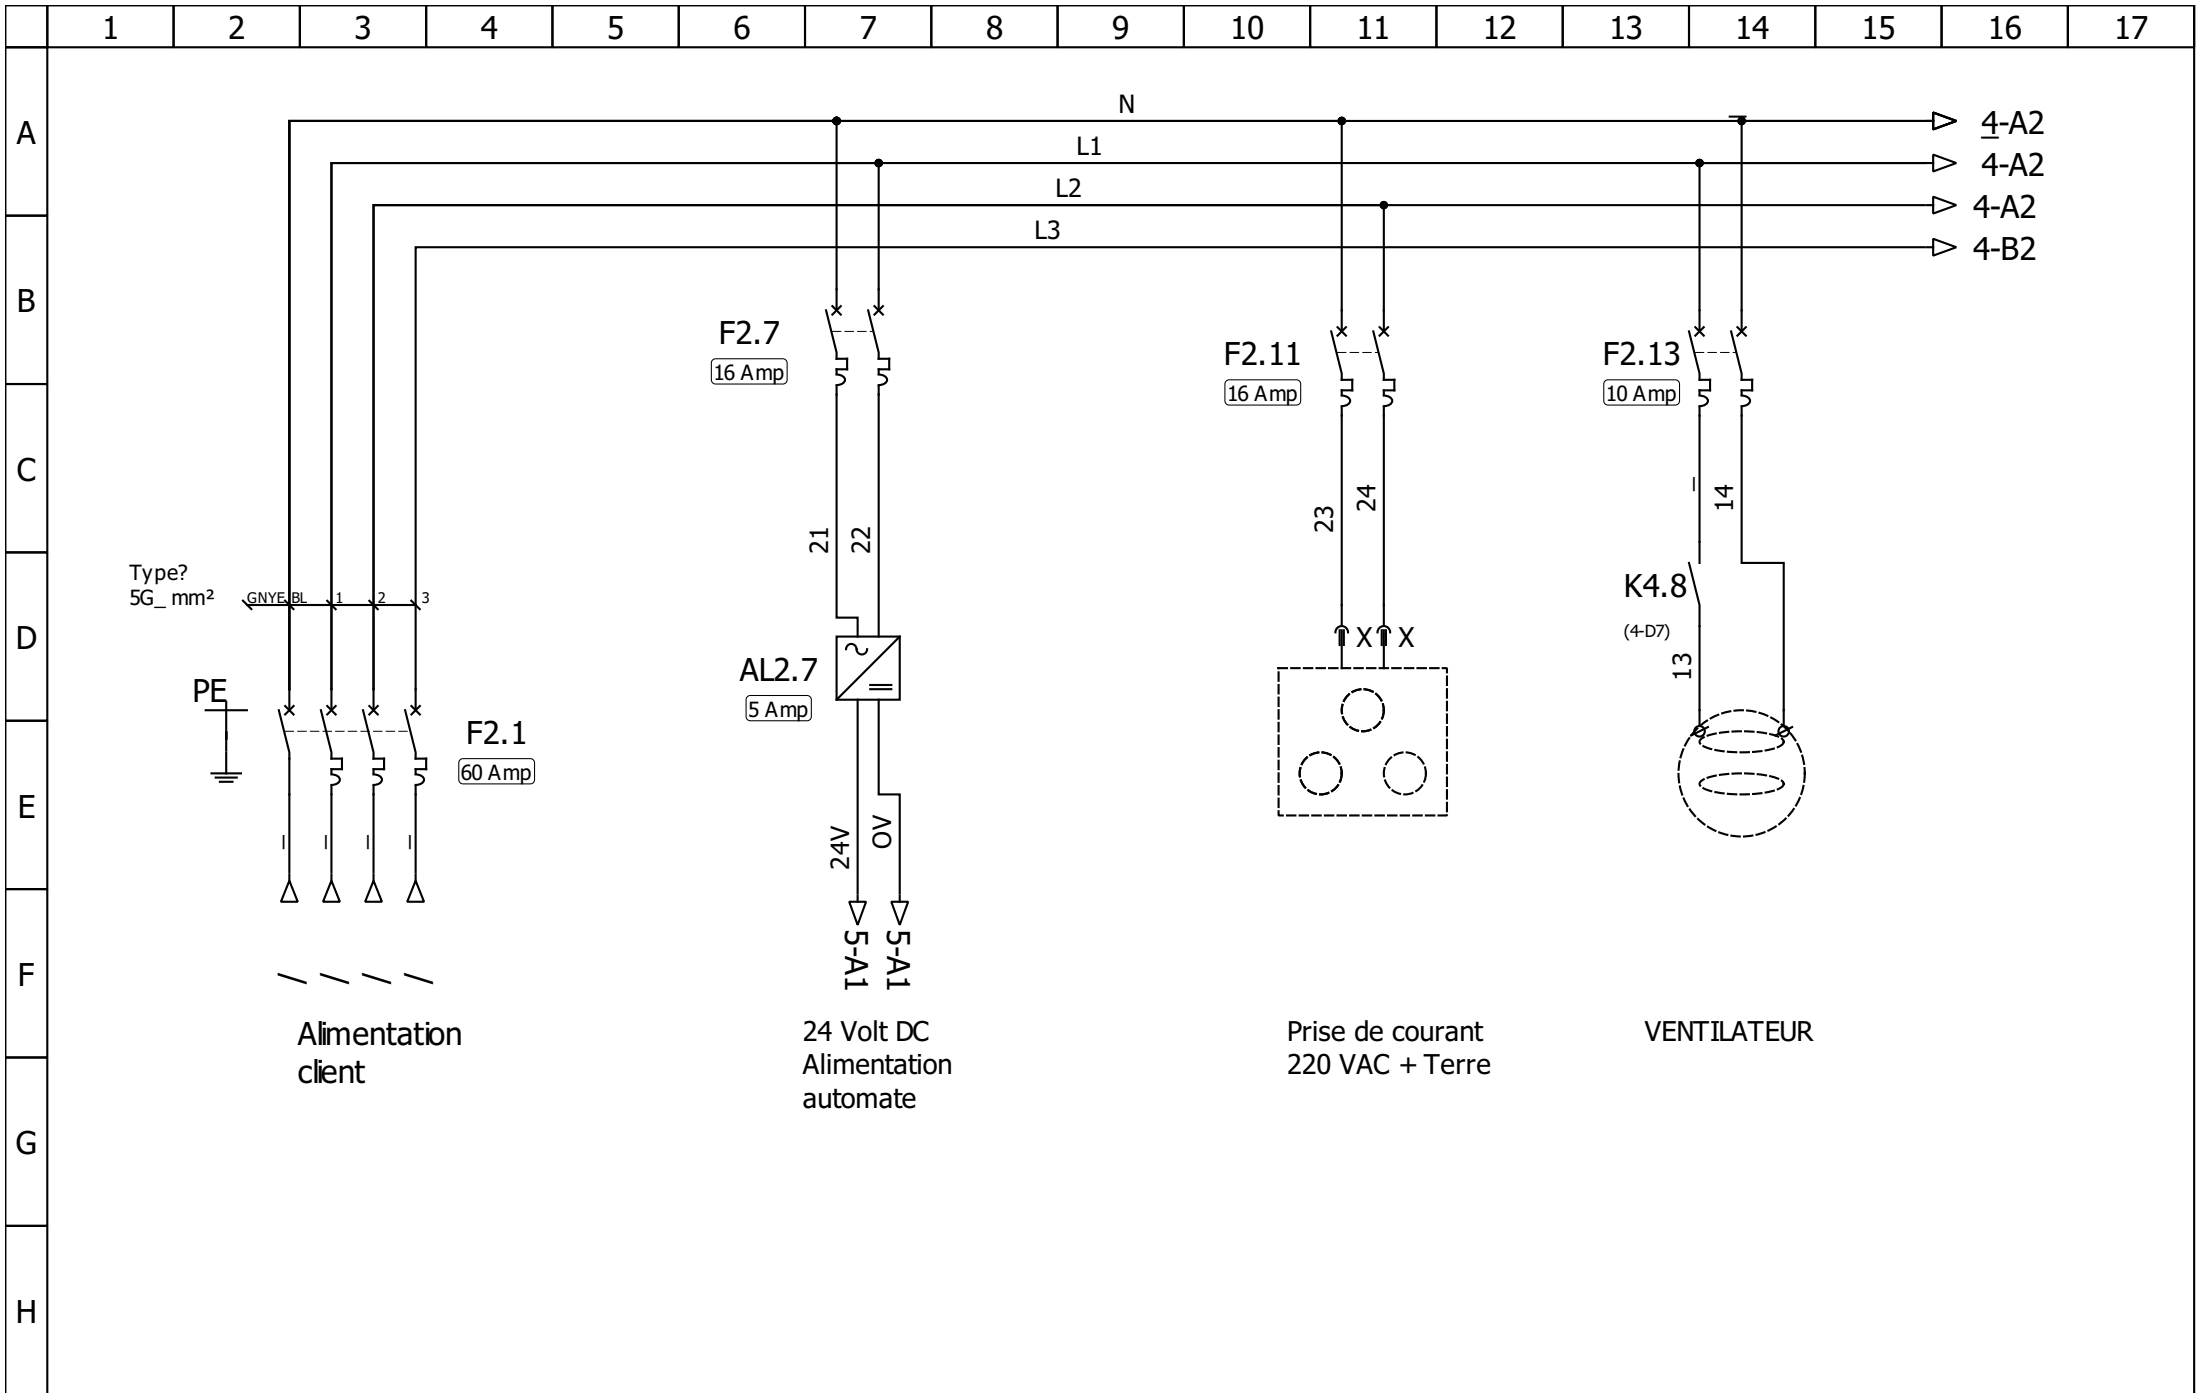 1 2 3 4 5 6 7 8 9 10 11 12 13 14 15 16 17
A
B
C
D
E
F
G
H
N
L1
L2
L3
4-A2
4-A2
4-A2
4-B2
F2.7
16 Amp
F2.11
16 Amp
F2.13
10 Amp
21
22
23
24
14
Type?
5G_ mm²
GNYE BL 1 2 3
K4.8
(4-D7)
13
X X
AL2.7
5 Amp
PE
F2.1
60 Amp
24V
OV
5-A1
5-A1
Alimentation
client
24 Volt DC
Alimentation
automate
Prise de courant
220 VAC + Terre
VENTILATEUR